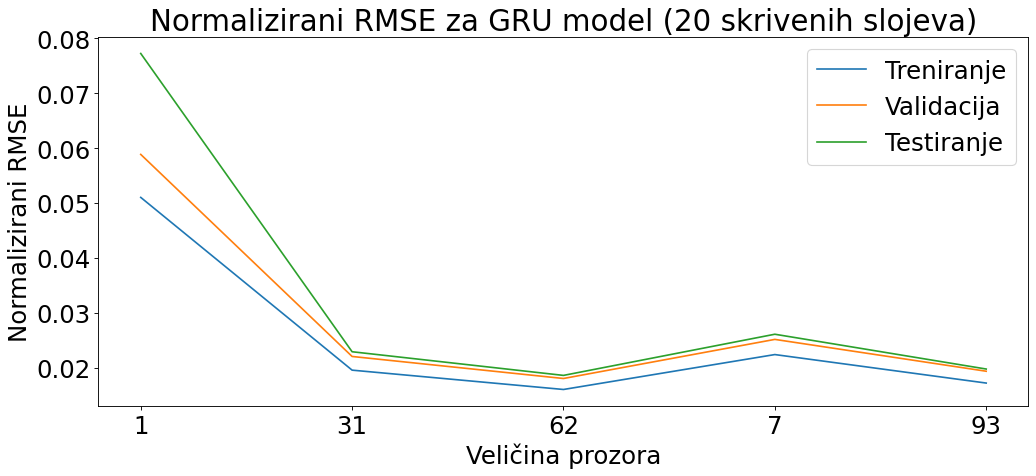 Normalizirani RMSE za GRU model (20 skrivenih slojeva)
0.08
0.07
0.06
0.05
0.04
0.03
0.02
Normalizirani RMSE
Treniranje
Validacija
Testiranje
1 31 62 7 93
Veličina prozora